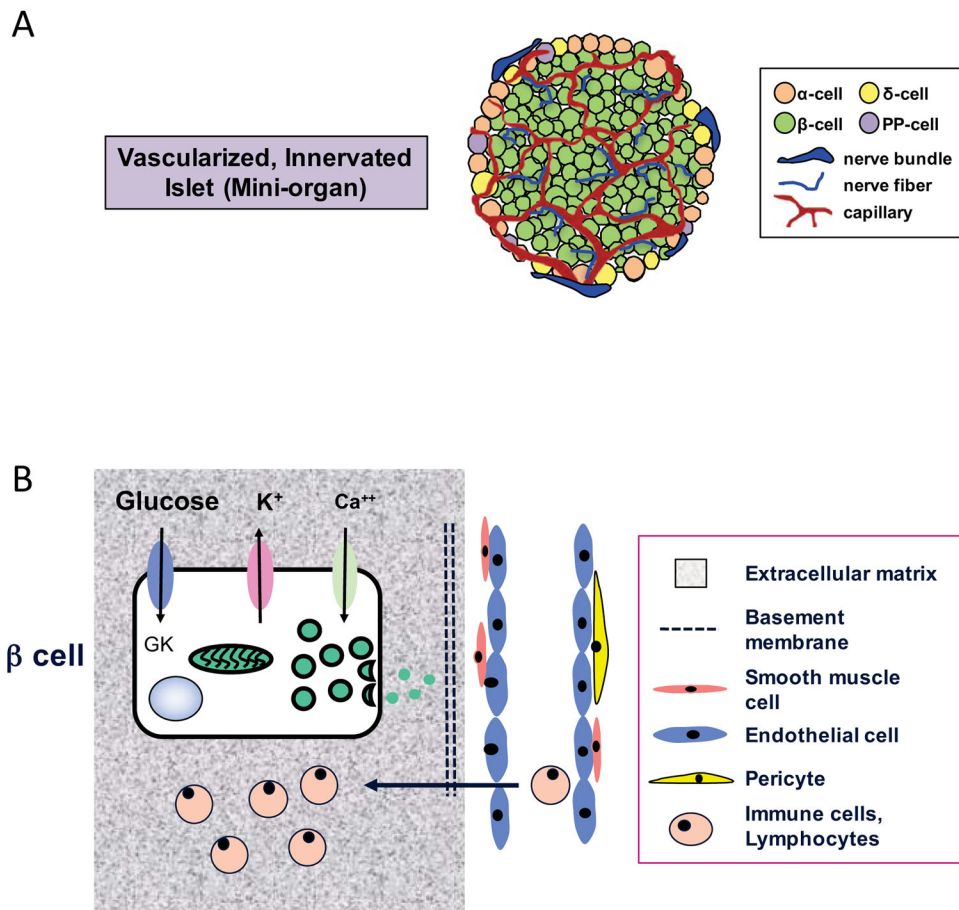 A
Vascularized, Innervated
Islet (Mini-organ)
α-cell δ-cell
β-cell PP-cell
nerve bundle
nerve fiber
capillary
B
Glucose K⁺ Ca⁺⁺
GK
β cell
Extracellular matrix
Basement
membrane
Smooth muscle
cell
Endothelial cell
Pericyte
Immune cells,
Lymphocytes